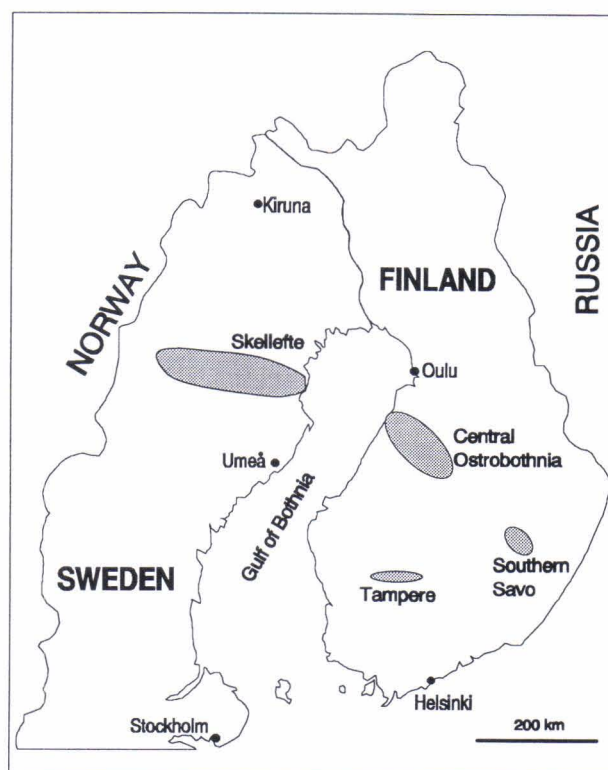 Kiruna
NORWAY
FINLAND
RUSSIA
Skellefte
Oulu
Central
Ostrobothnia
Umeå
Gulf of Bothnia
SWEDEN
Southern
Savo
Tampere
Helsinki
Stockholm
200 km